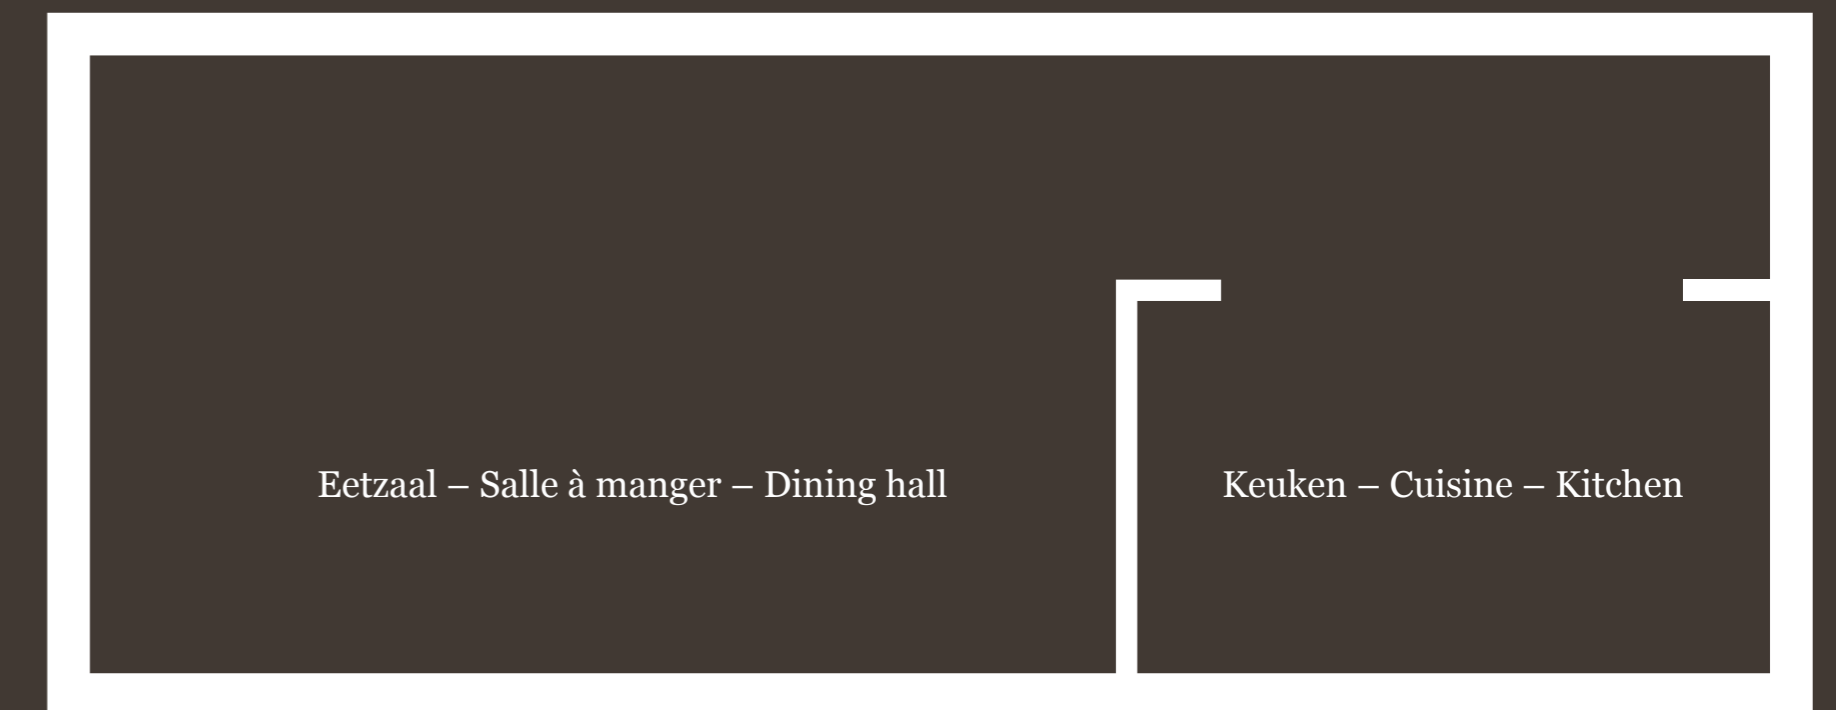 Eetzaal – Salle à manger – Dining hall
Keuken – Cuisine – Kitchen